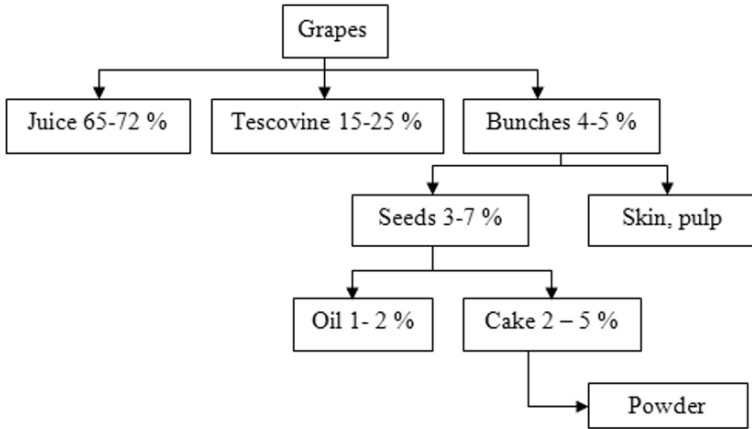 Grapes
Juice 65-72 %
Tescovine 15-25 %
Bunches 4-5 %
Seeds 3-7 %
Skin, pulp
Oil 1- 2 %
Cake 2 – 5 %
Powder